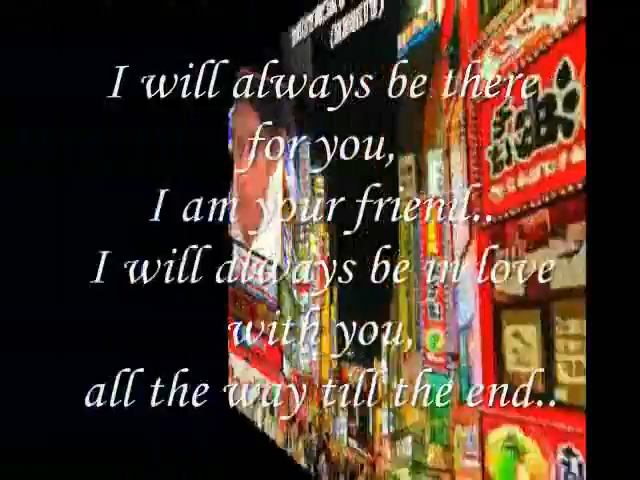 I will always be there
for you,
I am your friend..
I will always be in love
with you,
all the way till the end..